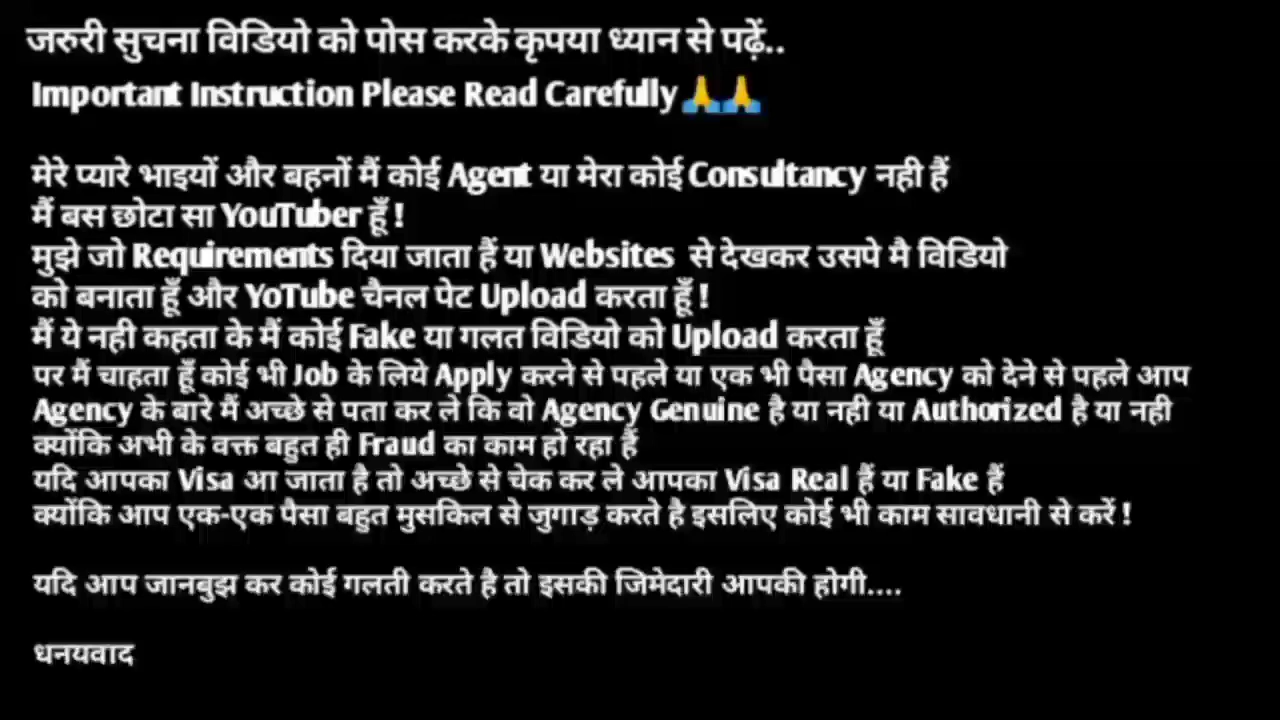 जरुरी सुचना विडियो को पोस करके कृपया ध्यान से पढ़ें..
Important Instruction Please Read Carefully 🙏🙏
मेरे प्यारे भाइयों और बहनों मैं कोई Agent या मेरा कोई Consultancy नही हैं
मैं बस छोटा सा YouTuber हूँ !
मुझे जो Requirements दिया जाता हैं या Websites से देखकर उसपे मै विडियो
को बनाता हूँ और YoTube चैनल पेट Upload करता हूँ !
मैं ये नही कहता के मैं कोई Fake या गलत विडियो को Upload करता हूँ
पर मैं चाहता हूँ कोई भी Job के लिये Apply करने से पहले या एक भी पैसा Agency को देने से पहले आप
Agency के बारे मैं अच्छे से पता कर ले कि वो Agency Genuine है या नही या Authorized है या नही
क्योंकि अभी के वक्त बहुत ही Fraud का काम हो रहा हैं
यदि आपका Visa आ जाता है तो अच्छे से चेक कर ले आपका Visa Real हैं या Fake हैं
क्योंकि आप एक-एक पैसा बहुत मुसकिल से जुगाड़ करते है इसलिए कोई भी काम सावधानी से करें !
यदि आप जानबुझ कर कोई गलती करते है तो इसकी जिमेदारी आपकी होगी....
धनयवाद